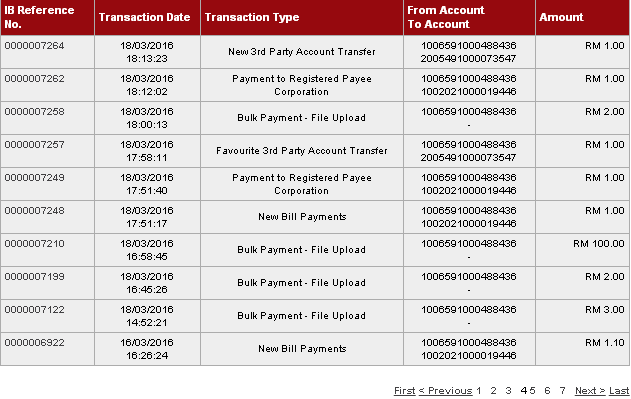 IB Reference No. Transaction Date Transaction Type From Account To Account Amount
0000007264 18/03/2016 18:13:23 New 3rd Party Account Transfer 1006591000488436 2005491000073547 RM 1.00
0000007262 18/03/2016 18:12:02 Payment to Registered Payee Corporation 1006591000488436 1002021000019446 RM 1.00
0000007258 18/03/2016 18:00:13 Bulk Payment - File Upload 1006591000488436 - RM 2.00
0000007257 18/03/2016 17:58:11 Favourite 3rd Party Account Transfer 1006591000488436 2005491000073547 RM 1.00
0000007249 18/03/2016 17:51:40 Payment to Registered Payee Corporation 1006591000488436 1002021000019446 RM 1.00
0000007248 18/03/2016 17:51:17 New Bill Payments 1006591000488436 1002021000019446 RM 1.00
0000007210 18/03/2016 16:58:45 Bulk Payment - File Upload 1006591000488436 - RM 100.00
0000007199 18/03/2016 16:45:26 Bulk Payment - File Upload 1006591000488436 - RM 2.00
0000007122 18/03/2016 14:52:21 Bulk Payment - File Upload 1006591000488436 - RM 3.00
0000006922 16/03/2016 16:26:24 New Bill Payments 1006591000488436 1002021000019446 RM 1.10
First < Previous 1 2 3 4 5 6 7 Next > Last